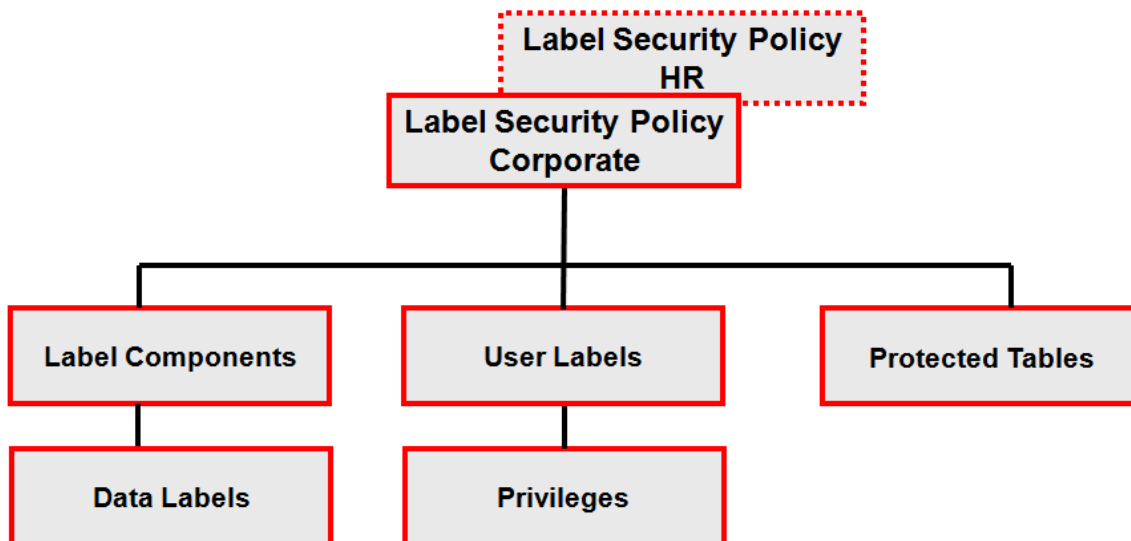 Label Security Policy
HR
Label Security Policy
Corporate
Label Components
User Labels
Protected Tables
Data Labels
Privileges